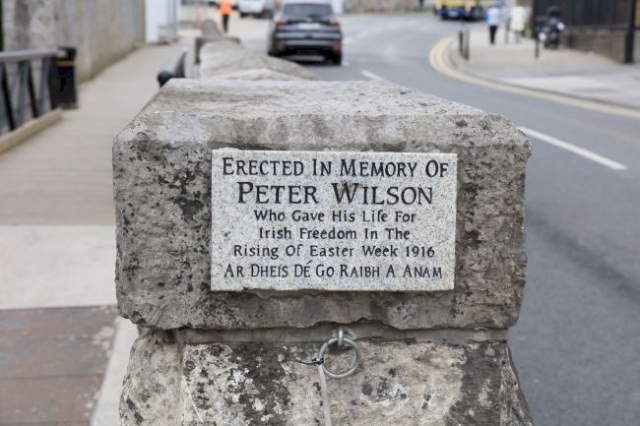 Erected In Memory Of
Peter Wilson
Who Gave His Life For
Irish Freedom In The
Rising Of Easter Week 1916
Ar Dheis Dé Go Raibh A Anam